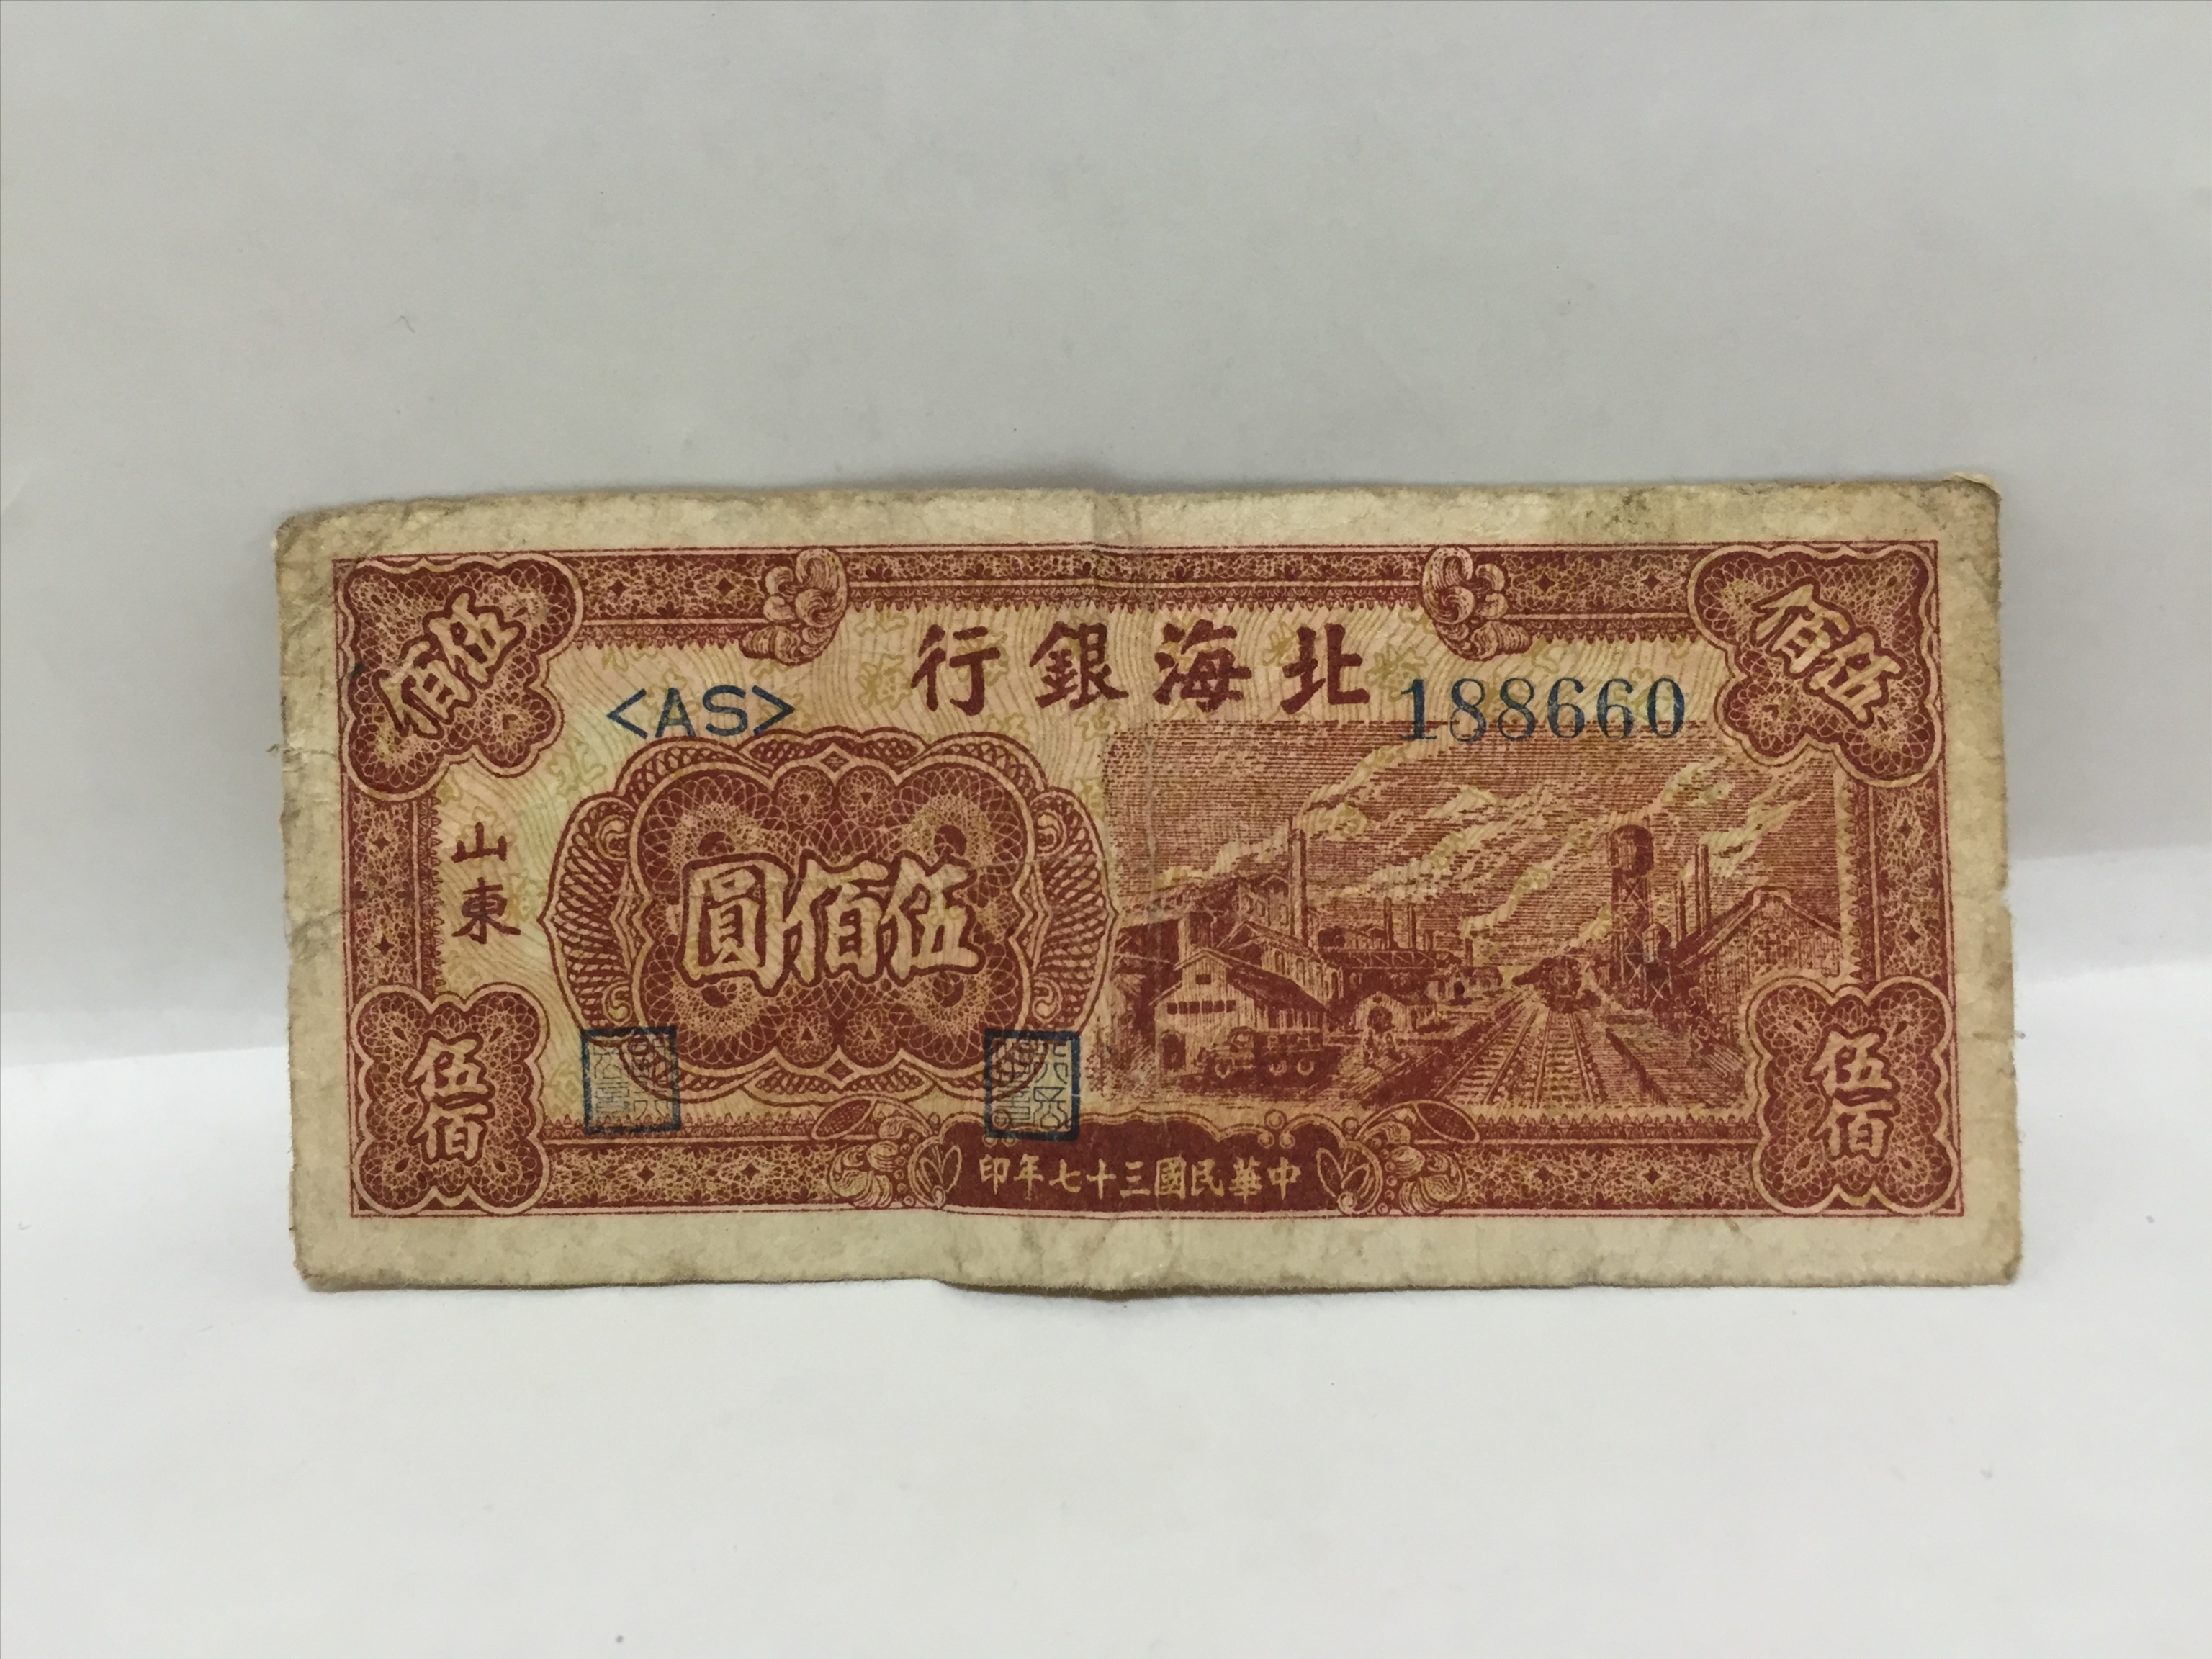 北海銀行
<AS>
188660
伍佰
伍佰
山東
伍佰圓
伍佰
伍佰
中華民國三十七年印